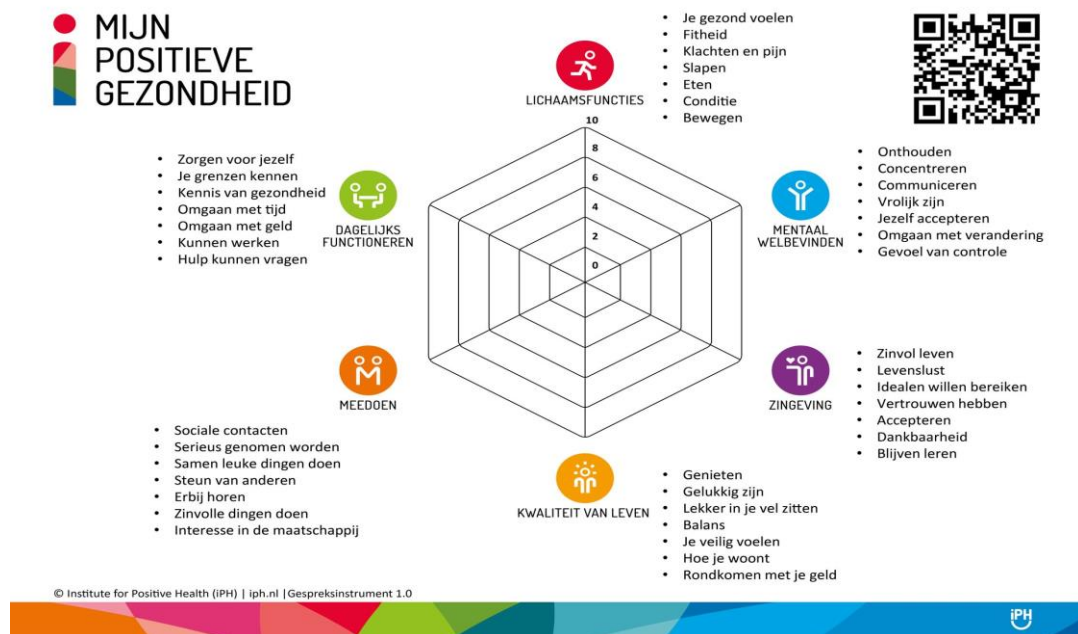 MIJN
POSITIEVE
GEZONDHEID
LICHAAMSFUNCTIES
• Je gezond voelen
• Fitheid
• Klachten en pijn
• Slapen
• Eten
• Conditie
• Bewegen
10
8
6
4
2
0
MENTAAL
WELBEVINDEN
• Onthouden
• Concentreren
• Communiceren
• Vrolijk zijn
• Jezelf accepteren
• Omgaan met verandering
• Gevoel van controle
ZINGEVING
• Zinvol leven
• Levenslust
• Idealen willen bereiken
• Vertrouwen hebben
• Accepteren
• Dankbaarheid
• Blijven leren
KWALITEIT VAN LEVEN
• Genieten
• Gelukkig zijn
• Lekker in je vel zitten
• Balans
• Je veilig voelen
• Hoe je woont
• Rondkomen met je geld
MEEDOEN
• Sociale contacten
• Serieus genomen worden
• Samen leuke dingen doen
• Steun van anderen
• Erbij horen
• Zinvolle dingen doen
• Interesse in de maatschappij
DAGELIJKS
FUNCTIONEREN
• Zorgen voor jezelf
• Je grenzen kennen
• Kennis van gezondheid
• Omgaan met tijd
• Omgaan met geld
• Kunnen werken
• Hulp kunnen vragen
© Institute for Positive Health (iPH) | iph.nl |Gespreksinstrument 1.0
iPH